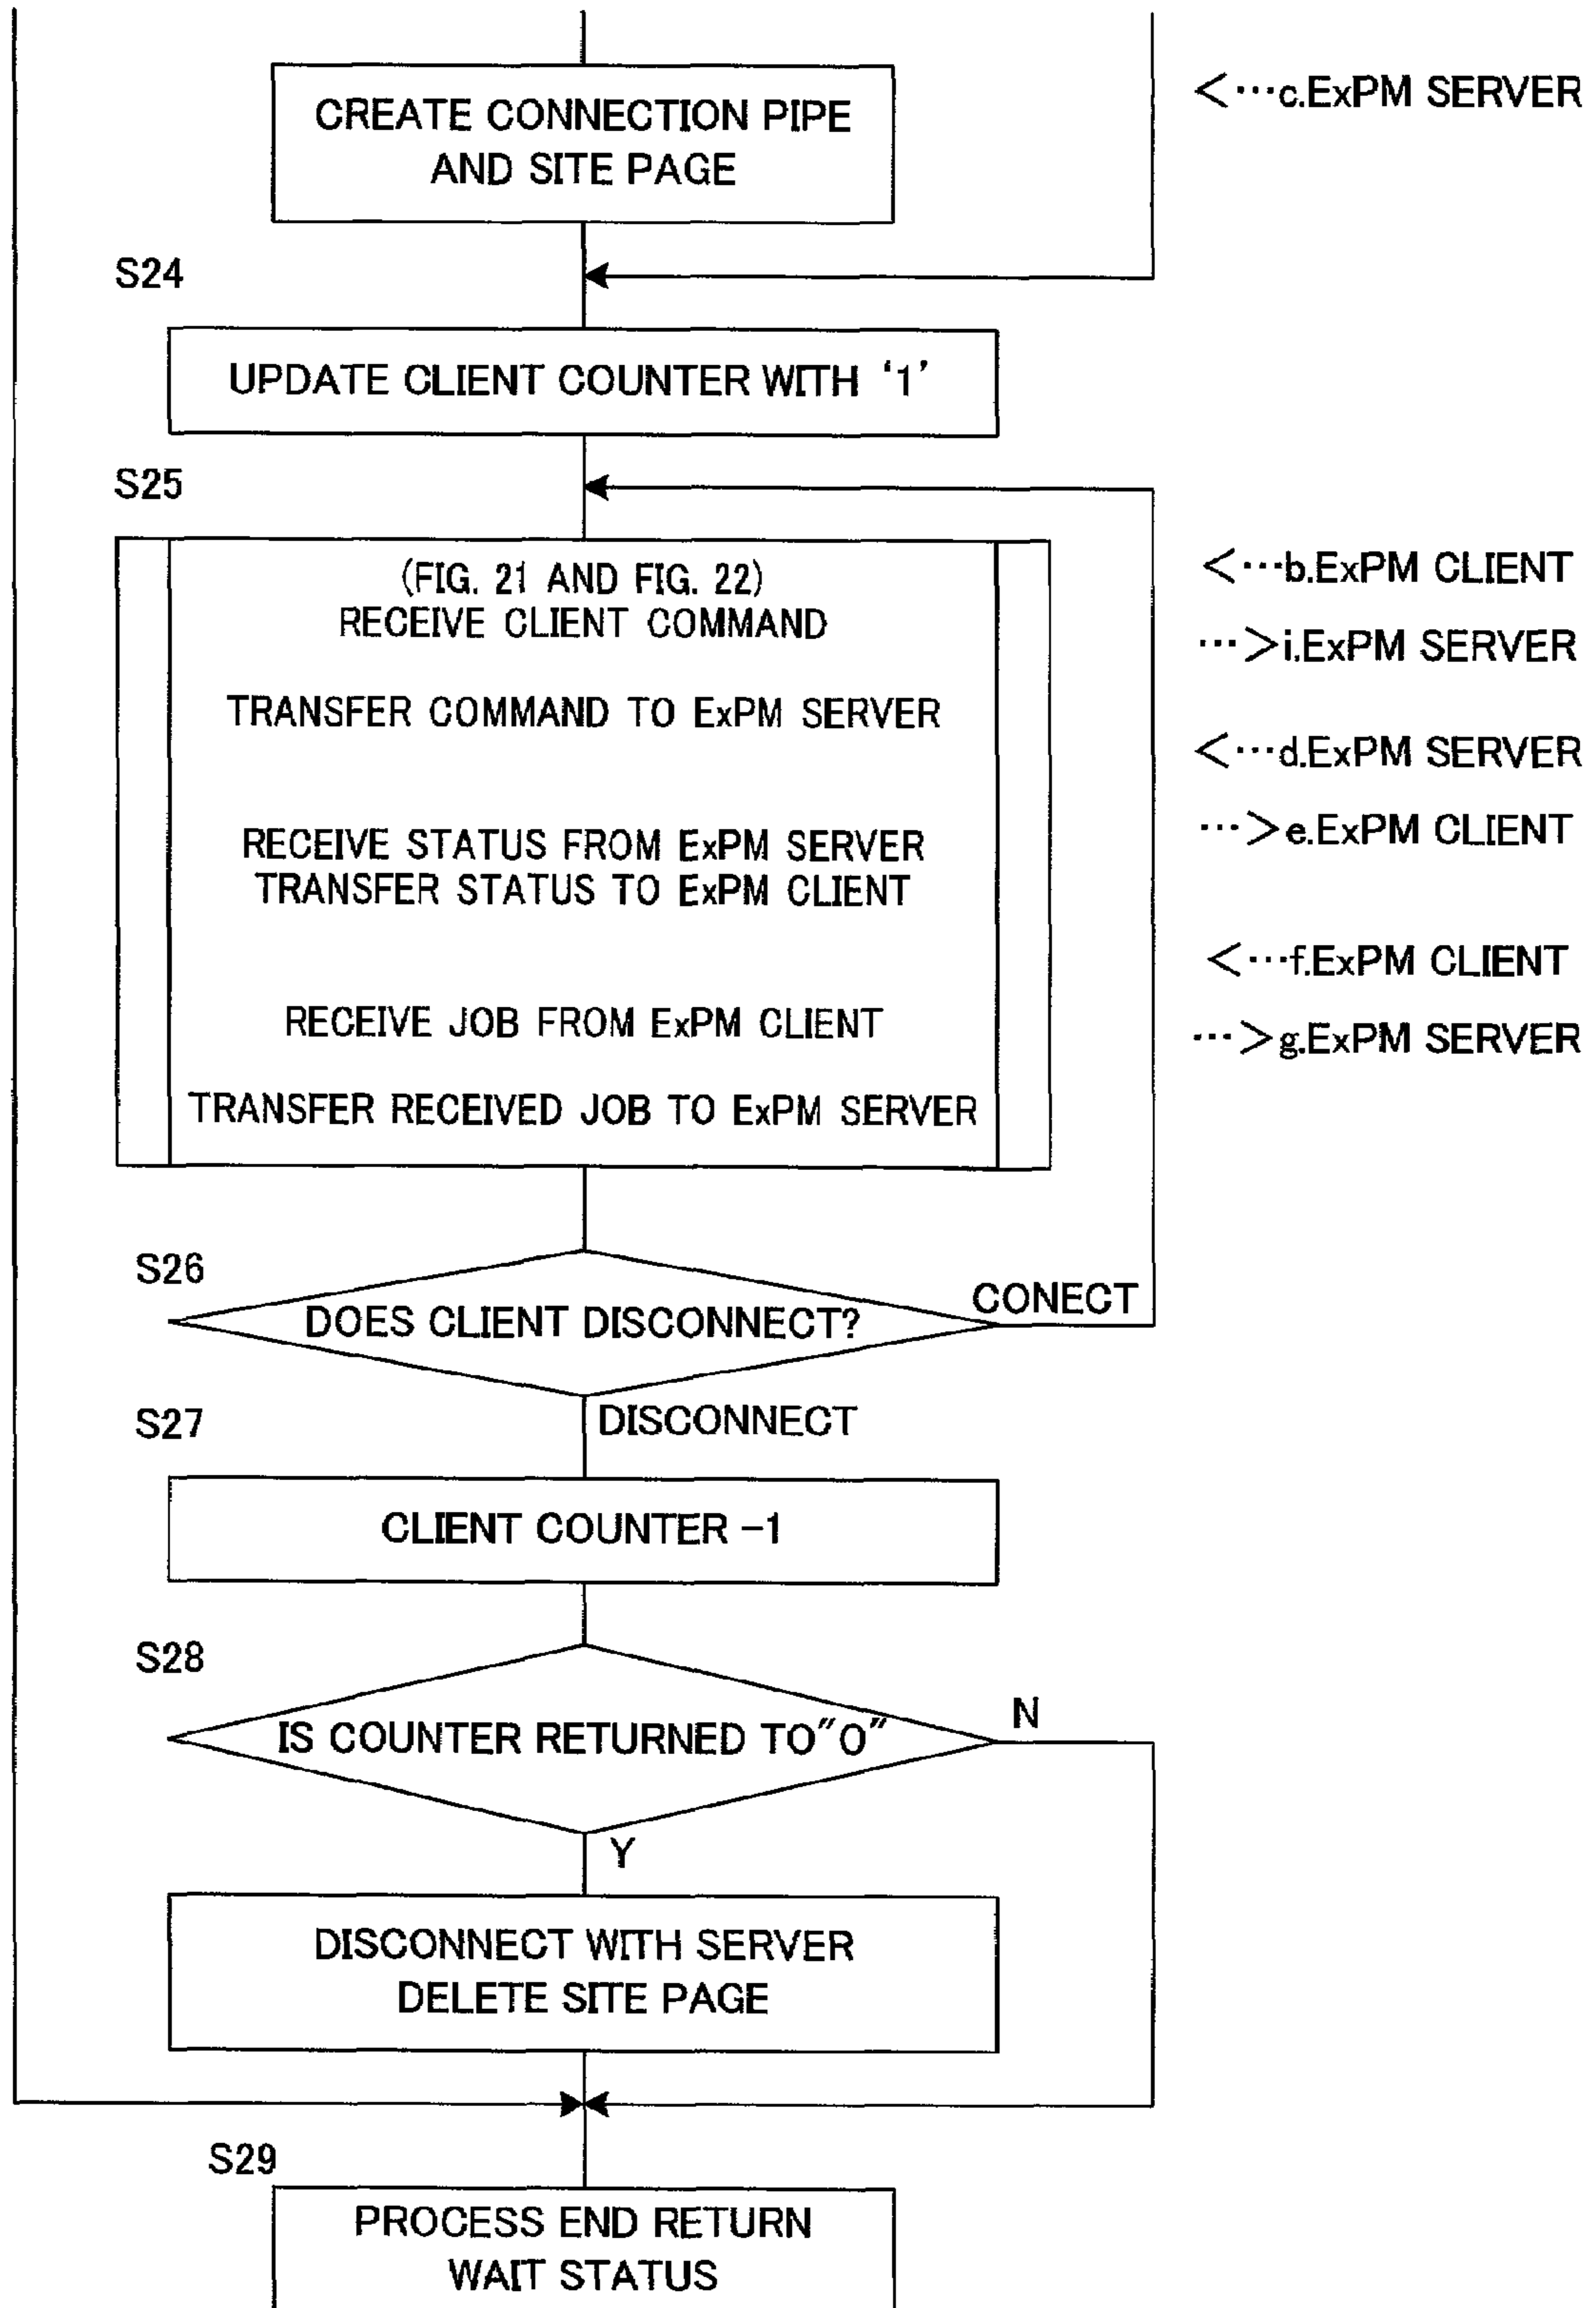 CREATE CONNECTION PIPE
AND SITE PAGE
<···c.ExPM SERVER
S24
UPDATE CLIENT COUNTER WITH ‘1’
S25
(FIG. 21 AND FIG. 22)
RECEIVE CLIENT COMMAND
TRANSFER COMMAND TO ExPM SERVER
RECEIVE STATUS FROM ExPM SERVER
TRANSFER STATUS TO ExPM CLIENT
RECEIVE JOB FROM ExPM CLIENT
TRANSFER RECEIVED JOB TO ExPM SERVER
<···b.ExPM CLIENT
···>i.ExPM SERVER
<···d.ExPM SERVER
···>e.ExPM CLIENT
<···f.ExPM CLIENT
···>g.ExPM SERVER
S26
DOES CLIENT DISCONNECT?
CONECT
DISCONNECT
S27
CLIENT COUNTER −1
S28
IS COUNTER RETURNED TO″0″
N
Y
DISCONNECT WITH SERVER
DELETE SITE PAGE
S29
PROCESS END RETURN
WAIT STATUS